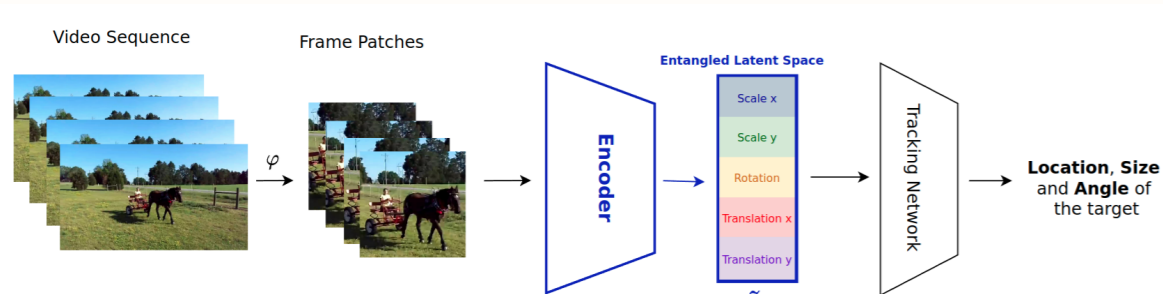 Video Sequence
Frame Patches
φ
Encoder
Entangled Latent Space
Scale x
Scale y
Rotation
Translation x
Translation y
Tracking Network
Location, Size
and Angle of
the target